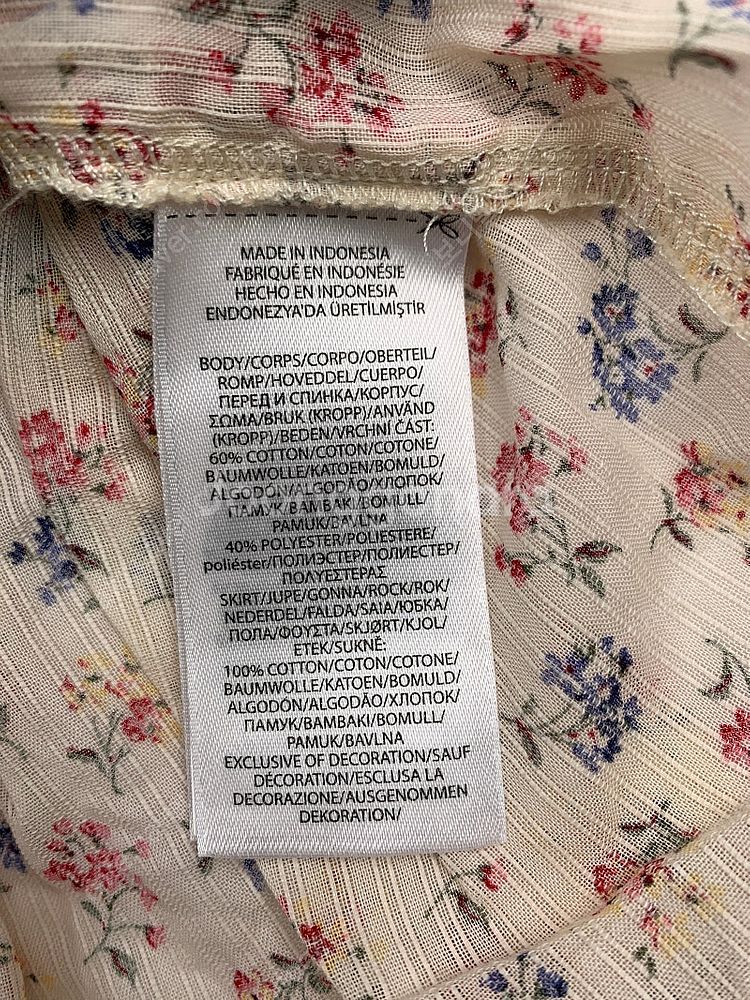 MADE IN INDONESIA
FABRIQUÉ EN INDONÉSIE
HECHO EN INDONESIA
ENDONEZYA'DA ÜRETİLMİŞTİR
BODY/CORPS/CORPO/OBERTEIL/
ROMP/HOVEDDEL/CUERPO/
ПЕРЕД И СПИНКА/КОРПУС/
ΣΩΜΑ/BRUK (KROPP)/ANVÄND
(KROPP)/BEDEN/VRCHNÍ ČÁST:
60% COTTON/COTON/COTONE/
BAUMWOLLE/KATOEN/BOMULD/
ALGODÓN/ALGODÃO/ХЛОПОК/
ПАМУК/BAMBAKI/BOMULL/
PAMUK/BAVLNA
40% POLYESTER/POLIESTERE/
poliéster/ПОЛИЭСТЕР/ПОЛИЕСТЕР/
ΠΟΛΥΕΣΤΕΡΑΣ
SKIRT/JUPE/GONNA/ROCK/ROK/
NEDERDEL/FALDA/SAIA/ЮБКА/
ПОЛА/ΦΟΥΣΤΑ/SKJØRT/KJOL/
ETEK/SUKNĚ:
100% COTTON/COTON/COTONE/
BAUMWOLLE/KATOEN/BOMULD/
ALGODÓN/ALGODÃO/ХЛОПОК/
ПАМУК/BAMBAKI/BOMULL/
PAMUK/BAVLNA
EXCLUSIVE OF DECORATION/SAUF
DÉCORATION/ESCLUSA LA
DECORAZIONE/AUSGENOMMEN
DEKORATION/